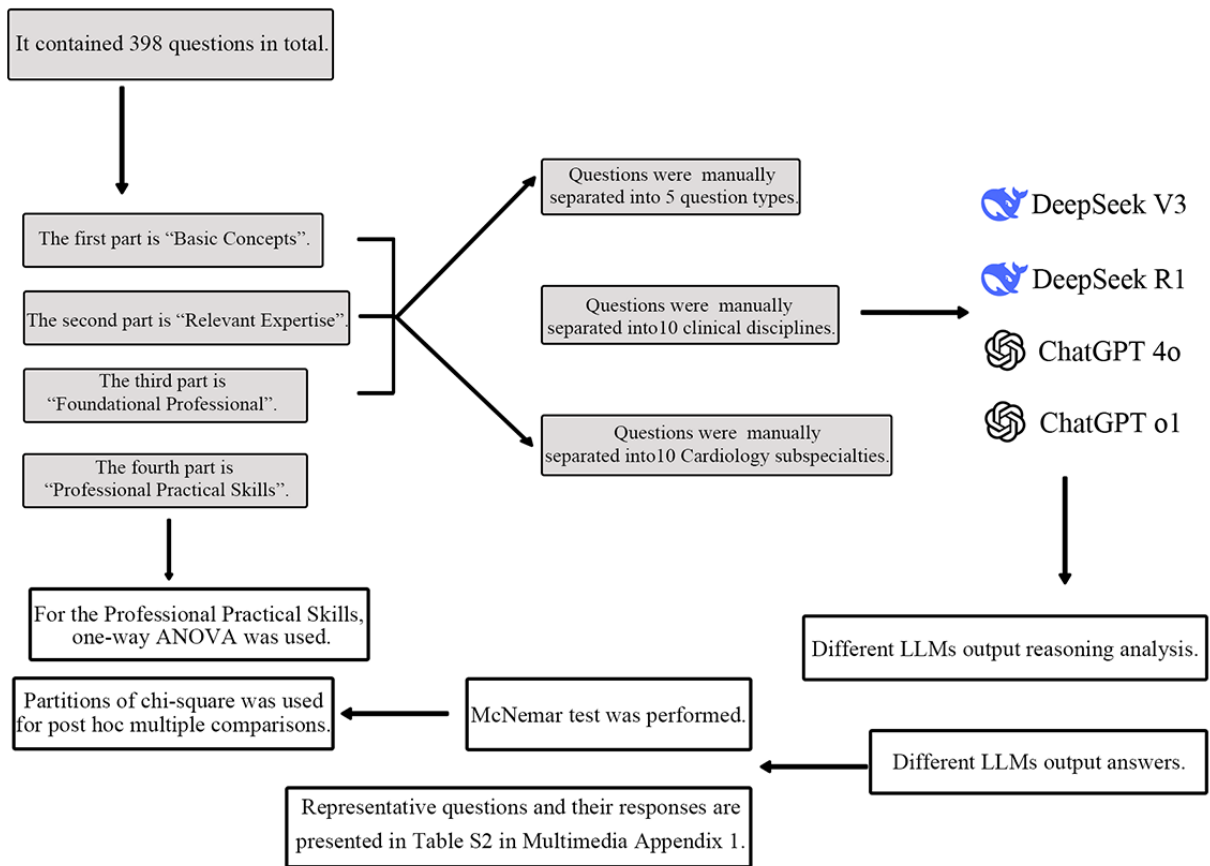 It contained 398 questions in total.
The first part is “Basic Concepts”.
The second part is “Relevant Expertise”.
The third part is
“Foundational Professional”.
The fourth part is
“Professional Practical Skills”.
Questions were manually
separated into 5 question types.
Questions were manually
separated into10 clinical disciplines.
Questions were manually
separated into10 Cardiology subspecialties.
DeepSeek V3
DeepSeek R1
ChatGPT 4o
ChatGPT o1
For the Professional Practical Skills,
one-way ANOVA was used.
Different LLMs output reasoning analysis.
Different LLMs output answers.
McNemar test was performed.
Partitions of chi-square was used
for post hoc multiple comparisons.
Representative questions and their responses are
presented in Table S2 in Multimedia Appendix 1.